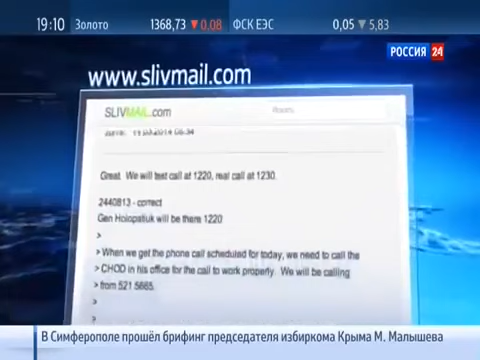 19:10 Золото 1368,73 ▼0,08 ФСК ЕЭС 0,05 ▼5,83
РОССИЯ 24
www.slivmail.com
SLIVMAIL.com
Great. We will test call at 1220, real call at 1230.
2440813 - correct
Gen Holopatiuk will be there 1220
>
> When we get the phone call scheduled for today, we need to call the
> CHOD in his office for the call to work properly. We will be calling
> from 521 5665.
>
>
В Симферополе прошёл брифинг председателя избиркома Крыма М. Малышева